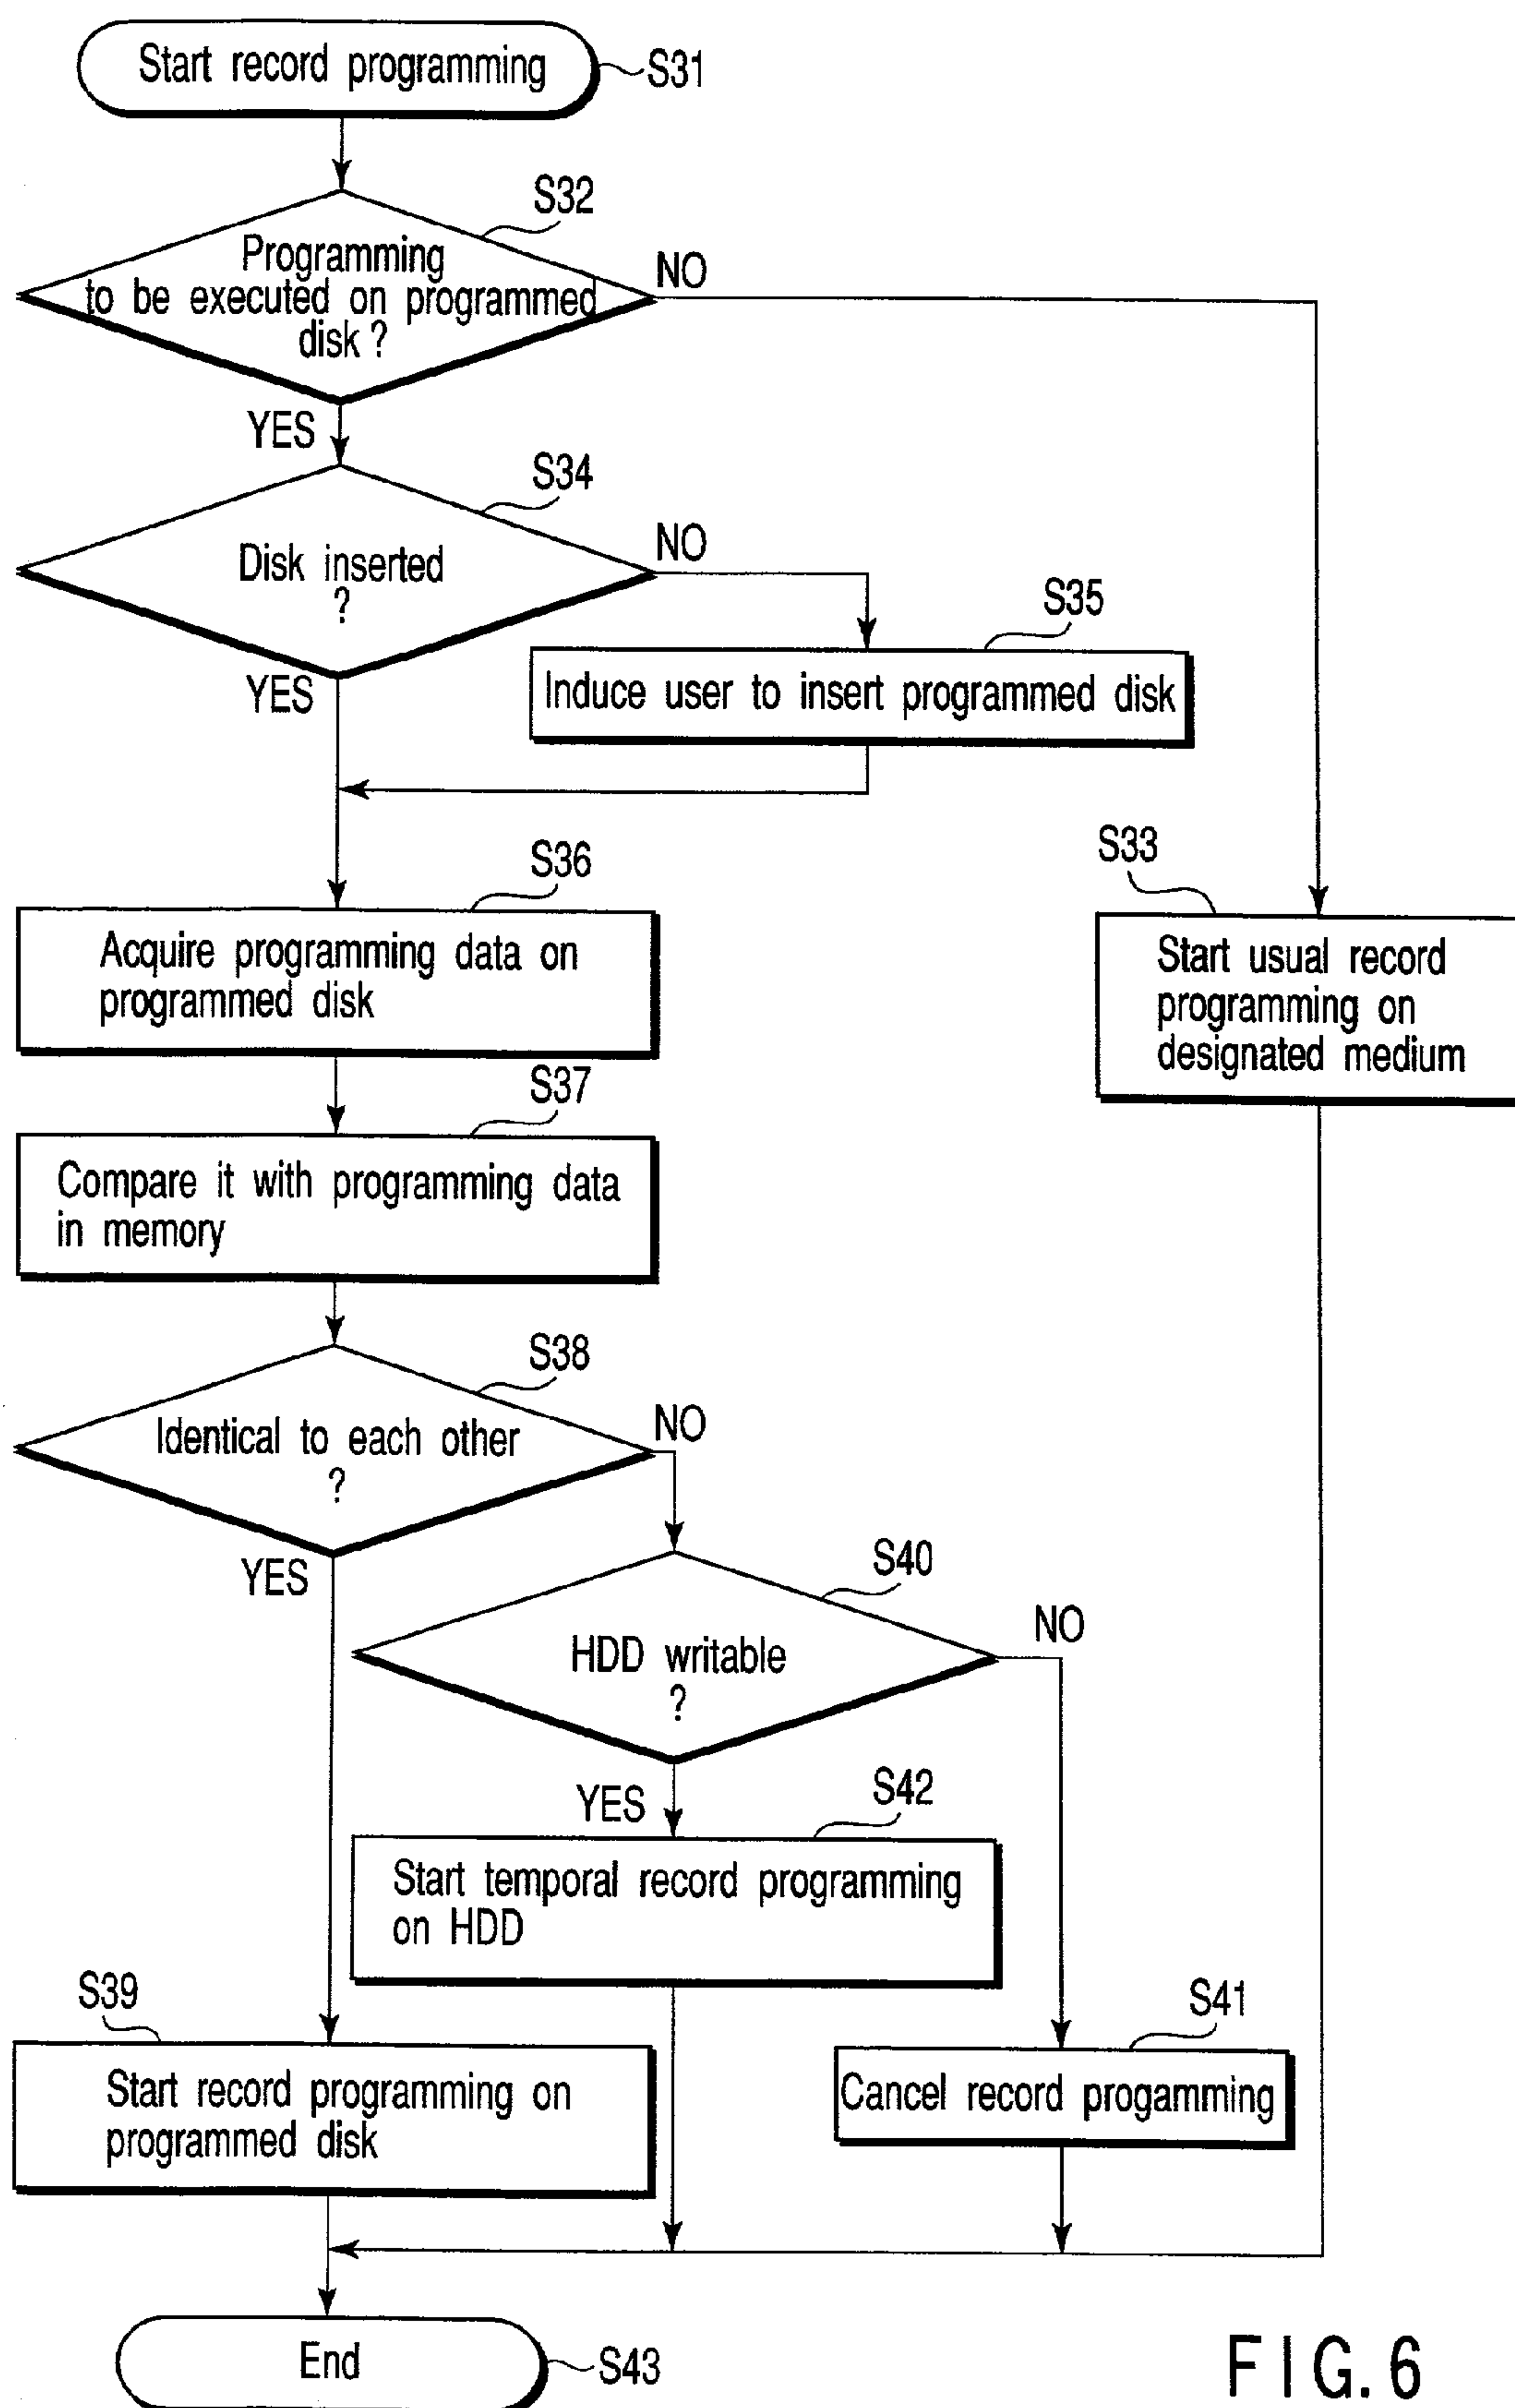 Start record programming
S31
S32
Programming
to be executed on programmed
disk ?
NO
YES
S34
Disk inserted
?
NO
S35
YES
Induce user to insert programmed disk
S36
S33
Acquire programming data on
programmed disk
Start usual record
programming on
designated medium
S37
Compare it with programming data
in memory
S38
Identical to each other
?
NO
YES
S40
HDD writable
?
NO
YES
S42
Start temporal record programming
on HDD
S39
S41
Start record programming on
programmed disk
Cancel record progamming
End
S43
FIG. 6